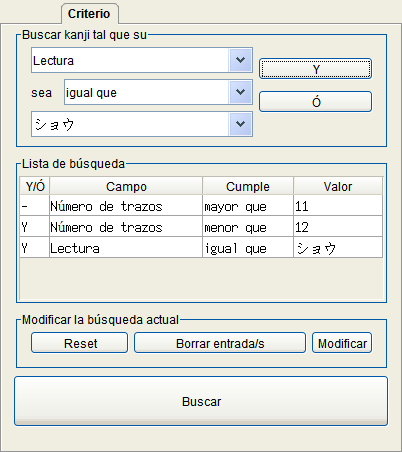 Criterio
Buscar kanji tal que su
Lectura
Y
sea igual que
Ó
ショウ
Lista de búsqueda
Y/Ó Campo Cumple Valor
- Número de trazos mayor que 11
Y Número de trazos menor que 12
Y Lectura igual que ショウ
Modificar la búsqueda actual
Reset Borrar entrada/s Modificar
Buscar